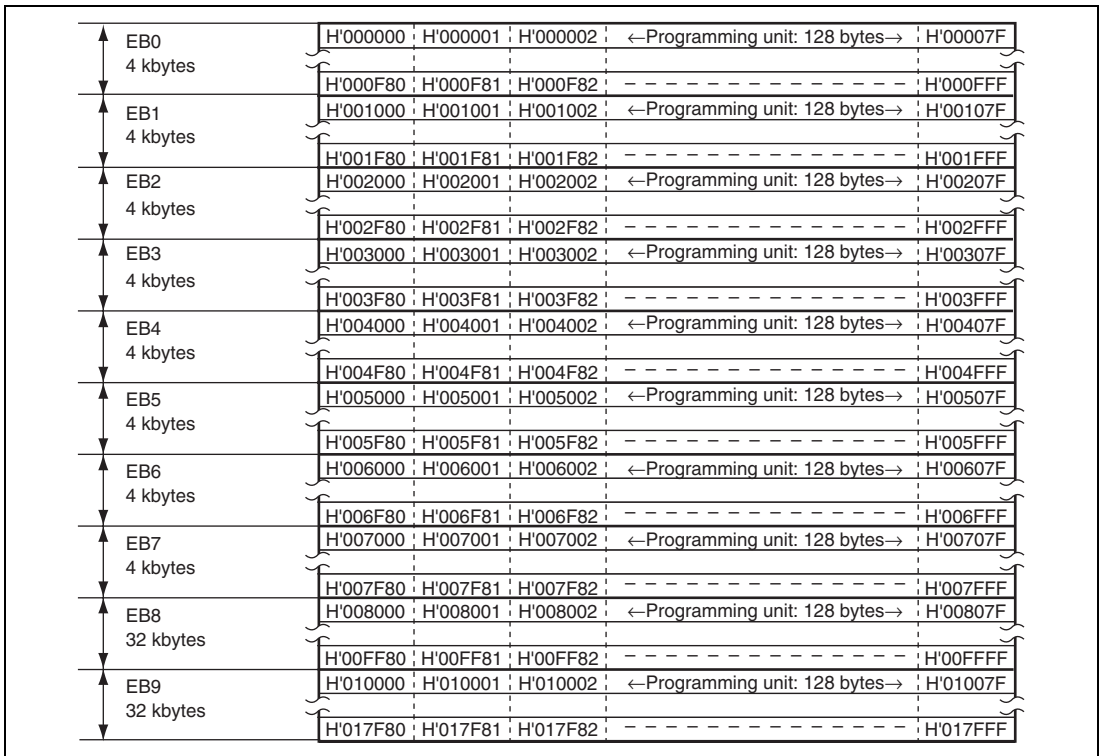 EB0
4 kbytes
H'000000 H'000001 H'000002 ←Programming unit: 128 bytes→ H'00007F
H'000F80 H'000F81 H'000F82 – – – – – – – – – – – – – – H'000FFF
EB1
4 kbytes
H'001000 H'001001 H'001002 ←Programming unit: 128 bytes→ H'00107F
H'001F80 H'001F81 H'001F82 – – – – – – – – – – – – – – H'001FFF
EB2
4 kbytes
H'002000 H'002001 H'002002 ←Programming unit: 128 bytes→ H'00207F
H'002F80 H'002F81 H'002F82 – – – – – – – – – – – – – – H'002FFF
EB3
4 kbytes
H'003000 H'003001 H'003002 ←Programming unit: 128 bytes→ H'00307F
H'003F80 H'003F81 H'003F82 – – – – – – – – – – – – – – H'003FFF
EB4
4 kbytes
H'004000 H'004001 H'004002 ←Programming unit: 128 bytes→ H'00407F
H'004F80 H'004F81 H'004F82 – – – – – – – – – – – – – – H'004FFF
EB5
4 kbytes
H'005000 H'005001 H'005002 ←Programming unit: 128 bytes→ H'00507F
H'005F80 H'005F81 H'005F82 – – – – – – – – – – – – – – H'005FFF
EB6
4 kbytes
H'006000 H'006001 H'006002 ←Programming unit: 128 bytes→ H'00607F
H'006F80 H'006F81 H'006F82 – – – – – – – – – – – – – – H'006FFF
EB7
4 kbytes
H'007000 H'007001 H'007002 ←Programming unit: 128 bytes→ H'00707F
H'007F80 H'007F81 H'007F82 – – – – – – – – – – – – – – H'007FFF
EB8
32 kbytes
H'008000 H'008001 H'008002 ←Programming unit: 128 bytes→ H'00807F
H'00FF80 H'00FF81 H'00FF82 – – – – – – – – – – – – – – H'00FFFF
EB9
32 kbytes
H'010000 H'010001 H'010002 ←Programming unit: 128 bytes→ H'01007F
H'017F80 H'017F81 H'017F82 – – – – – – – – – – – – – – H'017FFF